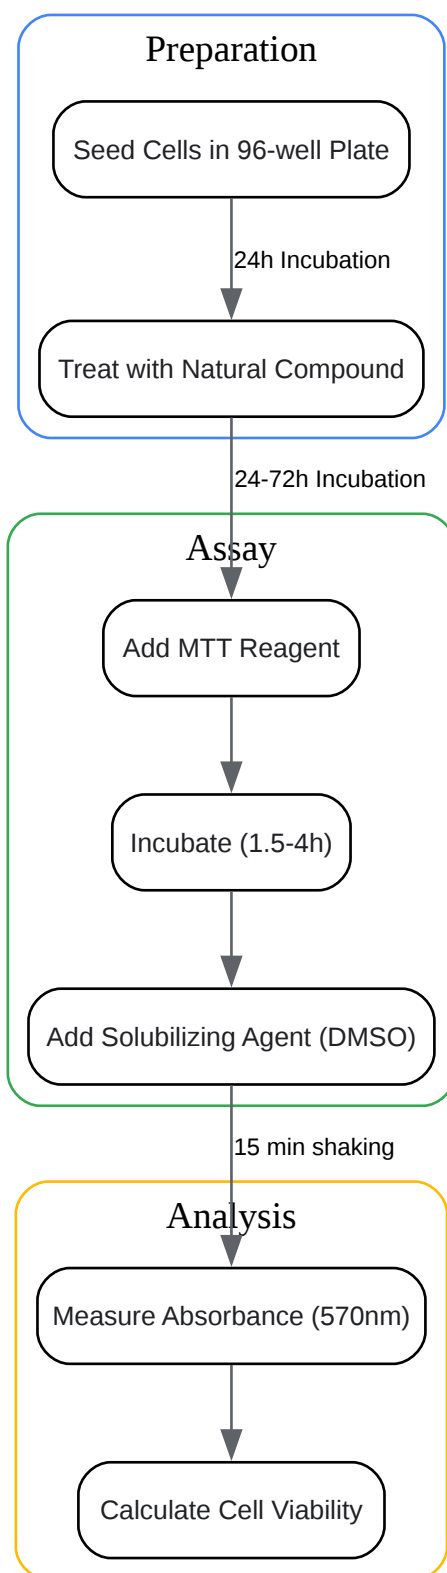 Preparation
Seed Cells in 96-well Plate
24h Incubation
Treat with Natural Compound
24-72h Incubation
Assay
Add MTT Reagent
Incubate (1.5-4h)
Add Solubilizing Agent (DMSO)
15 min shaking
Analysis
Measure Absorbance (570nm)
Calculate Cell Viability